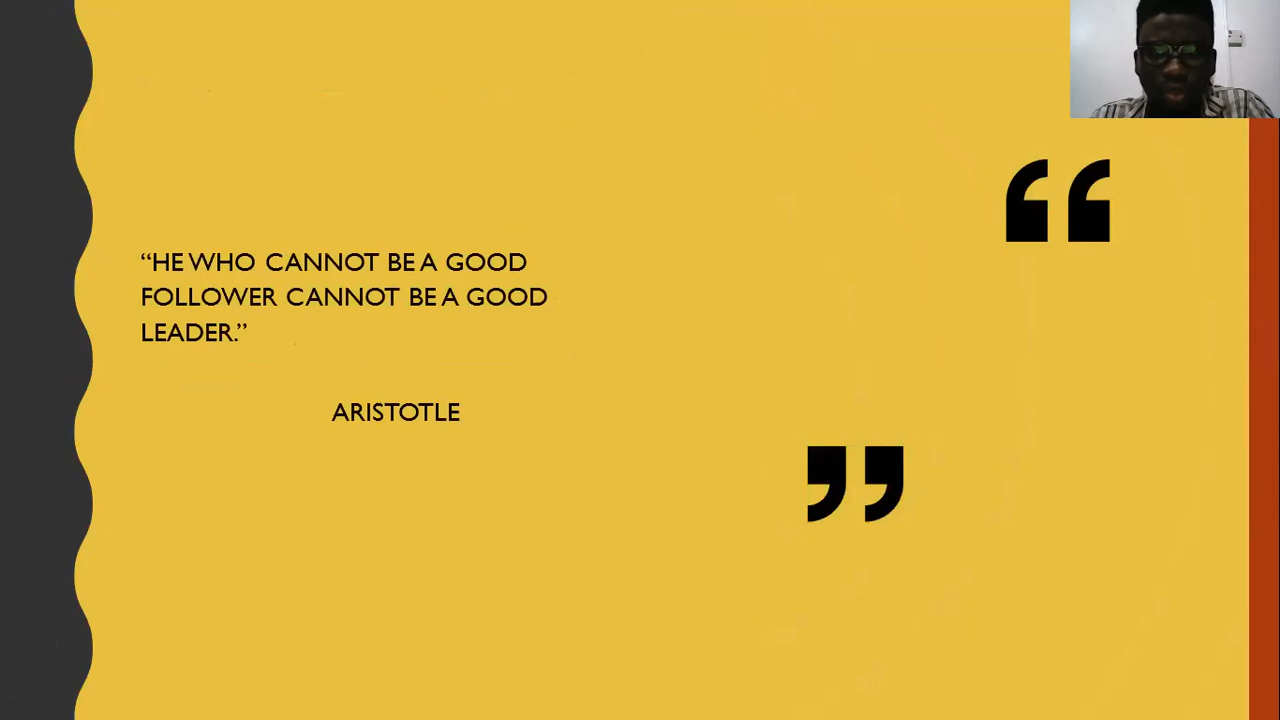 “HE WHO CANNOT BE A GOOD
FOLLOWER CANNOT BE A GOOD
LEADER.”
ARISTOTLE